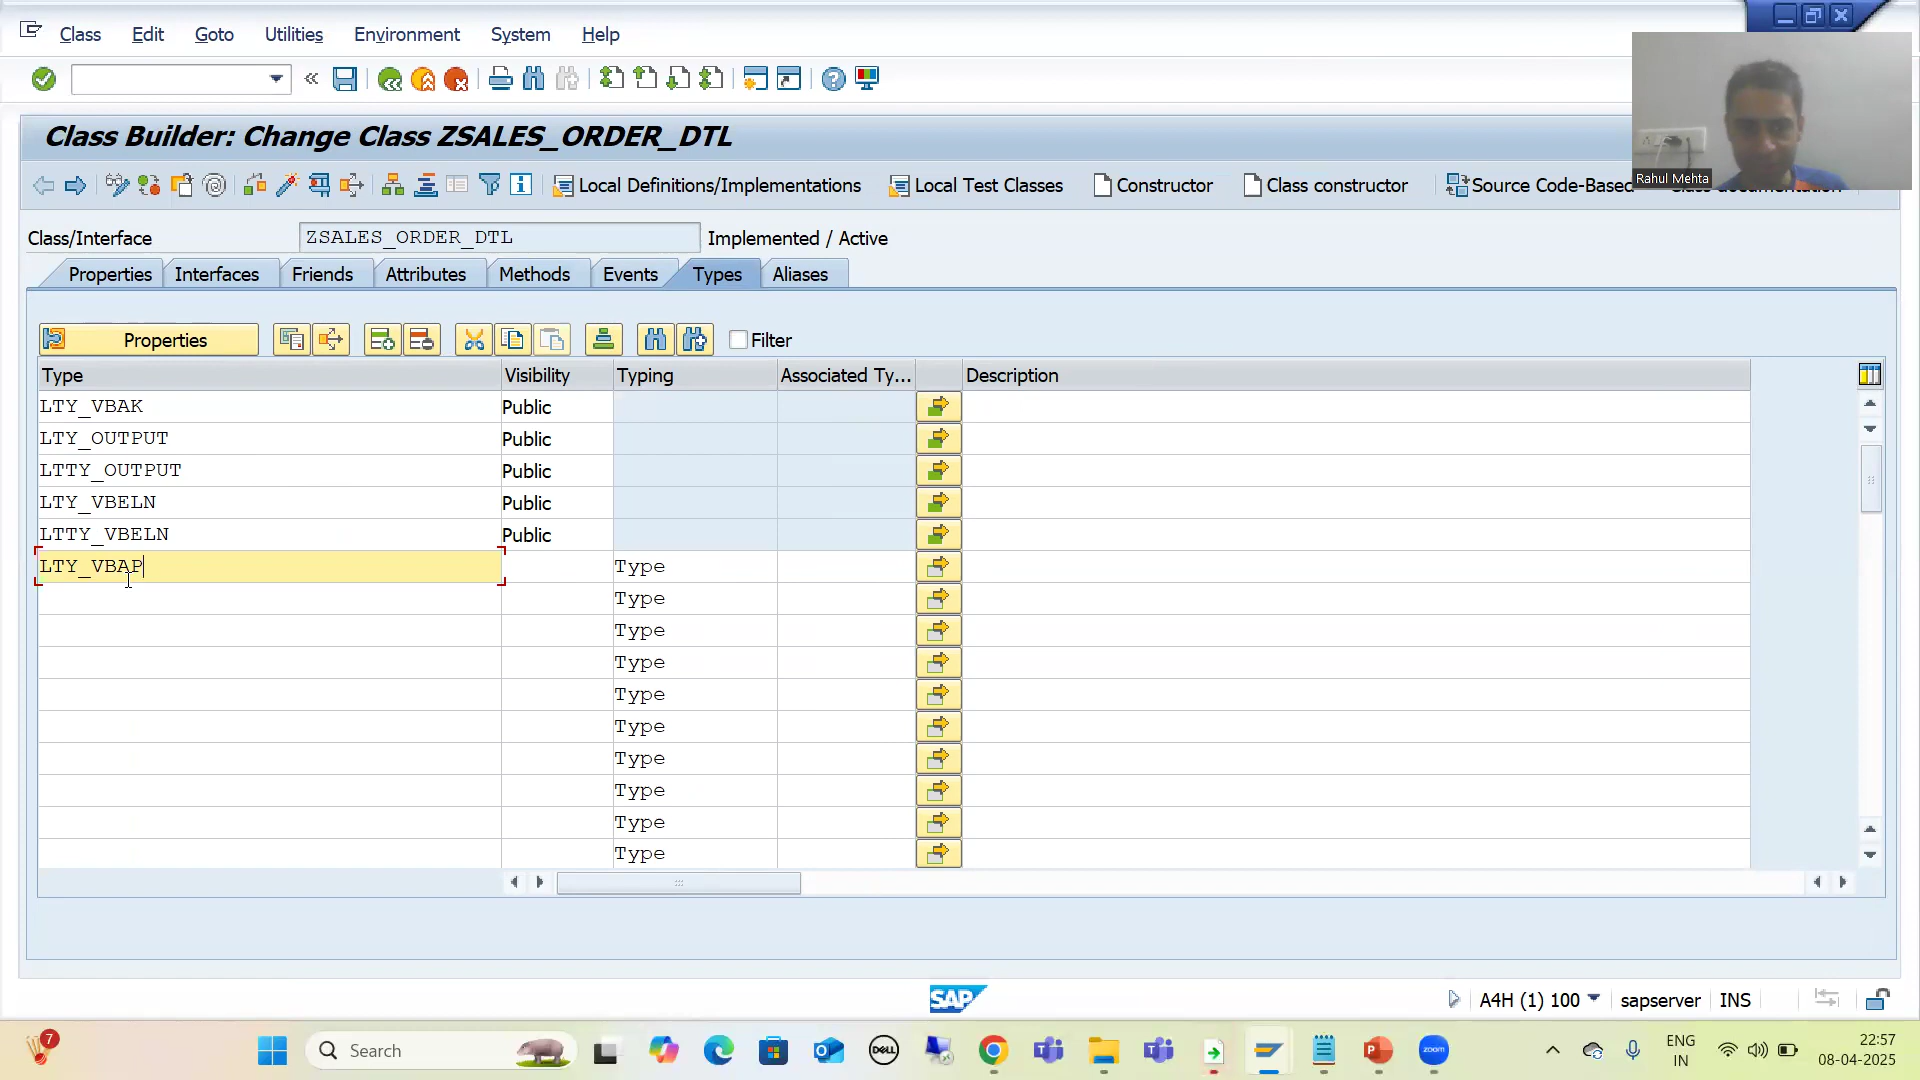 Class Edit Goto Utilities Environment System Help
Class Builder: Change Class ZSALES_ORDER_DTL
Local Definitions/Implementations Local Test Classes Constructor Class constructor Source Code-Based
Class/Interface ZSALES_ORDER_DTL Implemented / Active
Properties Interfaces Friends Attributes Methods Events Types Aliases
Properties Filter
Type Visibility Typing Associated Ty... Description
LTY_VBAK Public
LTY_OUTPUT Public
LTTY_OUTPUT Public
LTY_VBELN Public
LTTY_VBELN Public
LTY_VBAP Type
Type
Type
Type
Type
Type
Type
Type
Type
Type
Rahul Mehta
SAP A4H (1) 100 sapserver INS
7 Search DELL zoom ENG IN 22:57 08-04-2025